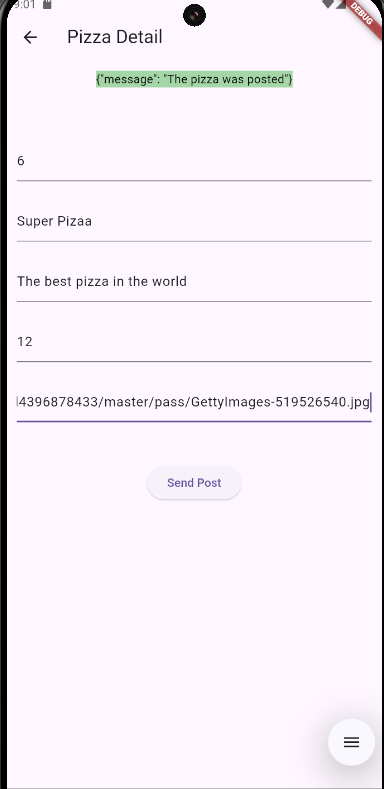 9:01
DEBUG
Pizza Detail
{"message": "The pizza was posted"}
6
Super Pizaa
The best pizza in the world
12
4396878433/master/pass/GettyImages-519526540.jpg
Send Post